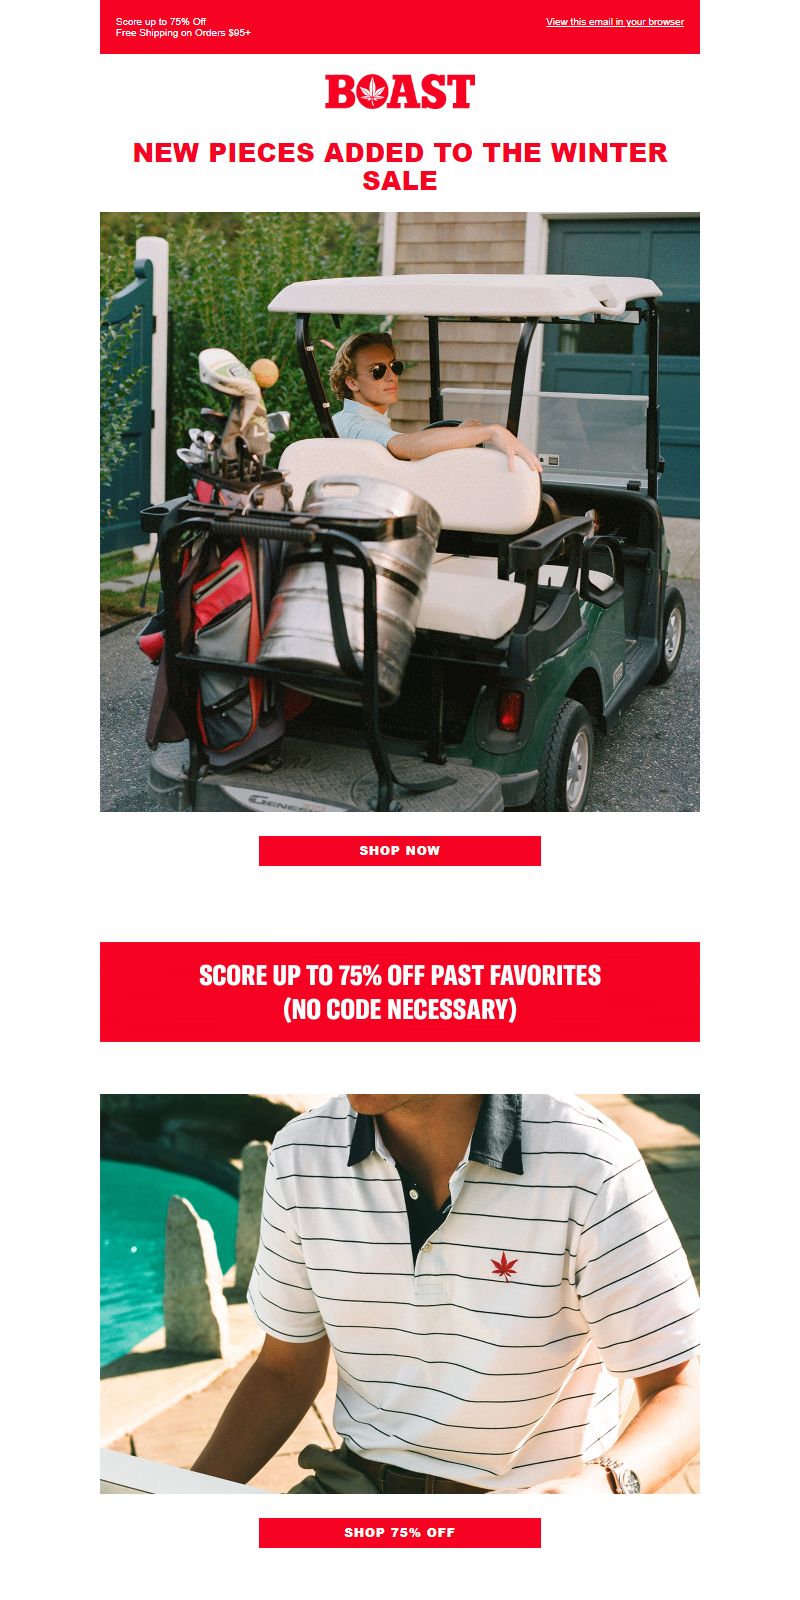 Score up to 75% Off
Free Shipping on Orders $95+
View this email in your browser
BOAST
NEW PIECES ADDED TO THE WINTER
SALE
GENESIS
SHOP NOW
SCORE UP TO 75% OFF PAST FAVORITES
(NO CODE NECESSARY)
SHOP 75% OFF